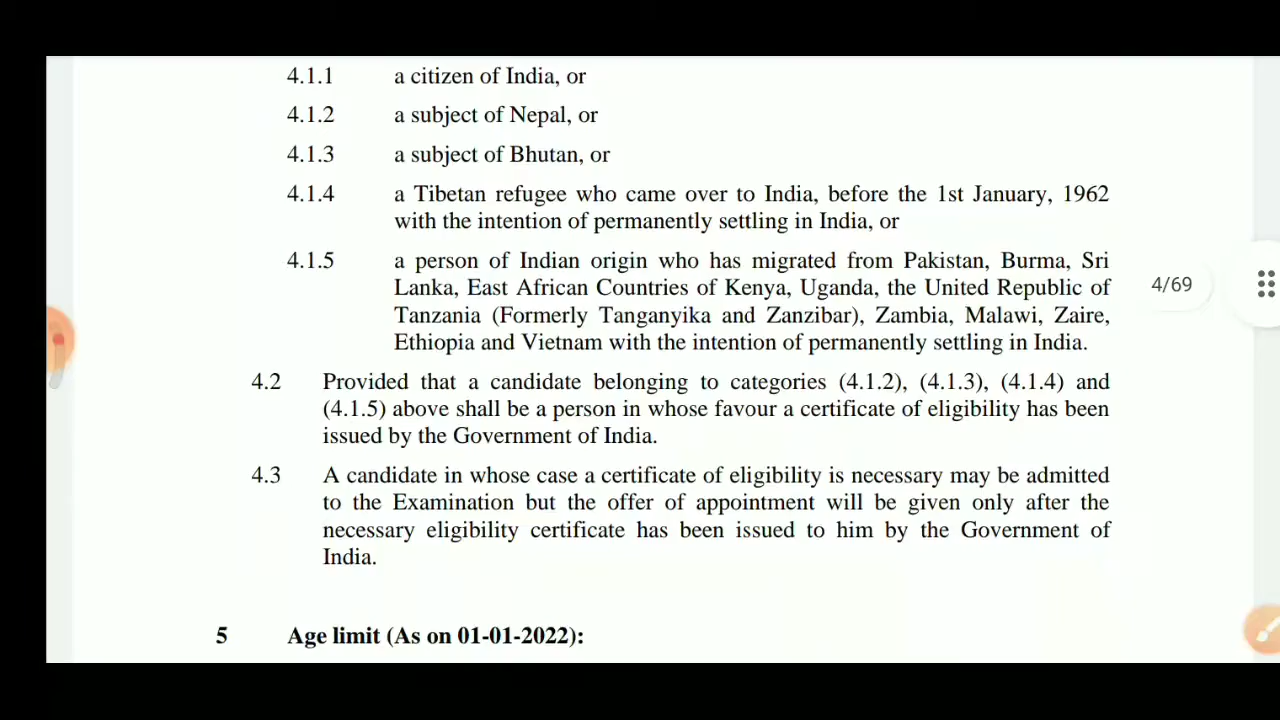 4.1.1 a citizen of India, or
4.1.2 a subject of Nepal, or
4.1.3 a subject of Bhutan, or
4.1.4 a Tibetan refugee who came over to India, before the 1st January, 1962
with the intention of permanently settling in India, or
4.1.5 a person of Indian origin who has migrated from Pakistan, Burma, Sri
Lanka, East African Countries of Kenya, Uganda, the United Republic of
Tanzania (Formerly Tanganyika and Zanzibar), Zambia, Malawi, Zaire,
Ethiopia and Vietnam with the intention of permanently settling in India.
4/69
4.2 Provided that a candidate belonging to categories (4.1.2), (4.1.3), (4.1.4) and
(4.1.5) above shall be a person in whose favour a certificate of eligibility has been
issued by the Government of India.
4.3 A candidate in whose case a certificate of eligibility is necessary may be admitted
to the Examination but the offer of appointment will be given only after the
necessary eligibility certificate has been issued to him by the Government of
India.
5 Age limit (As on 01-01-2022):